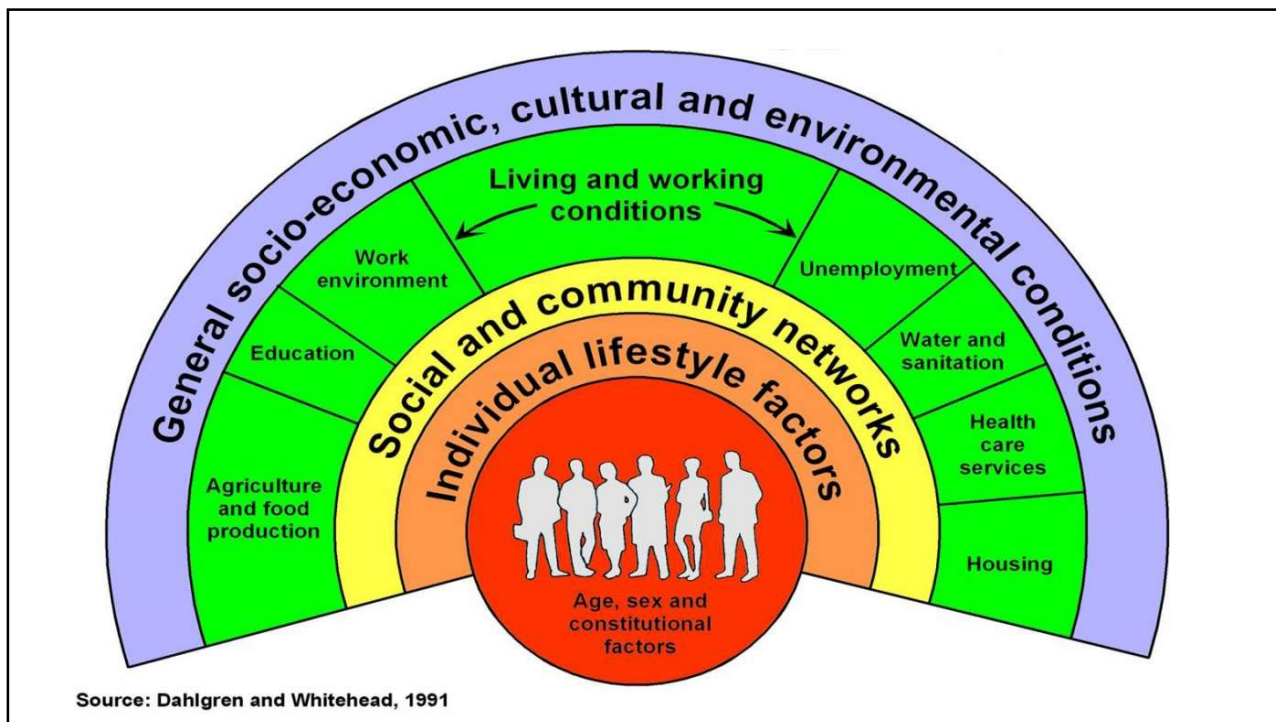 General socio-economic, cultural and environmental conditions
Living and working
conditions
Work
environment
Unemployment
Education
Water and
sanitation
Agriculture
and food
production
Health
care
services
Housing
Social and community networks
Individual lifestyle factors
Age, sex and
constitutional
factors
Source: Dahlgren and Whitehead, 1991